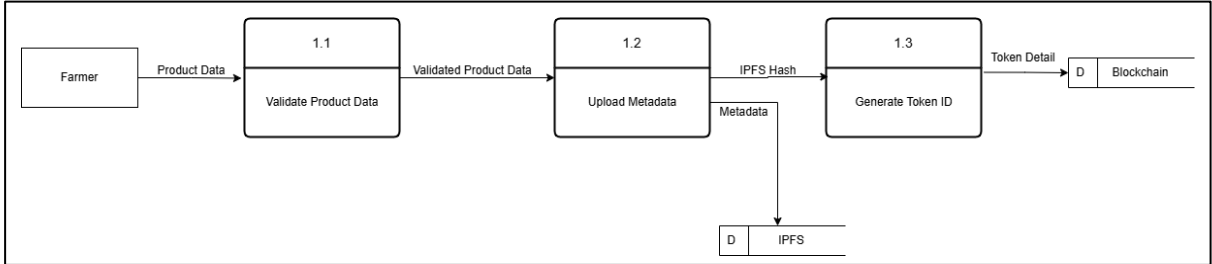 Farmer
Product Data
1.1
Validate Product Data
Validated Product Data
1.2
Upload Metadata
IPFS Hash
Metadata
1.3
Generate Token ID
Token Detail
D
Blockchain
D
IPFS